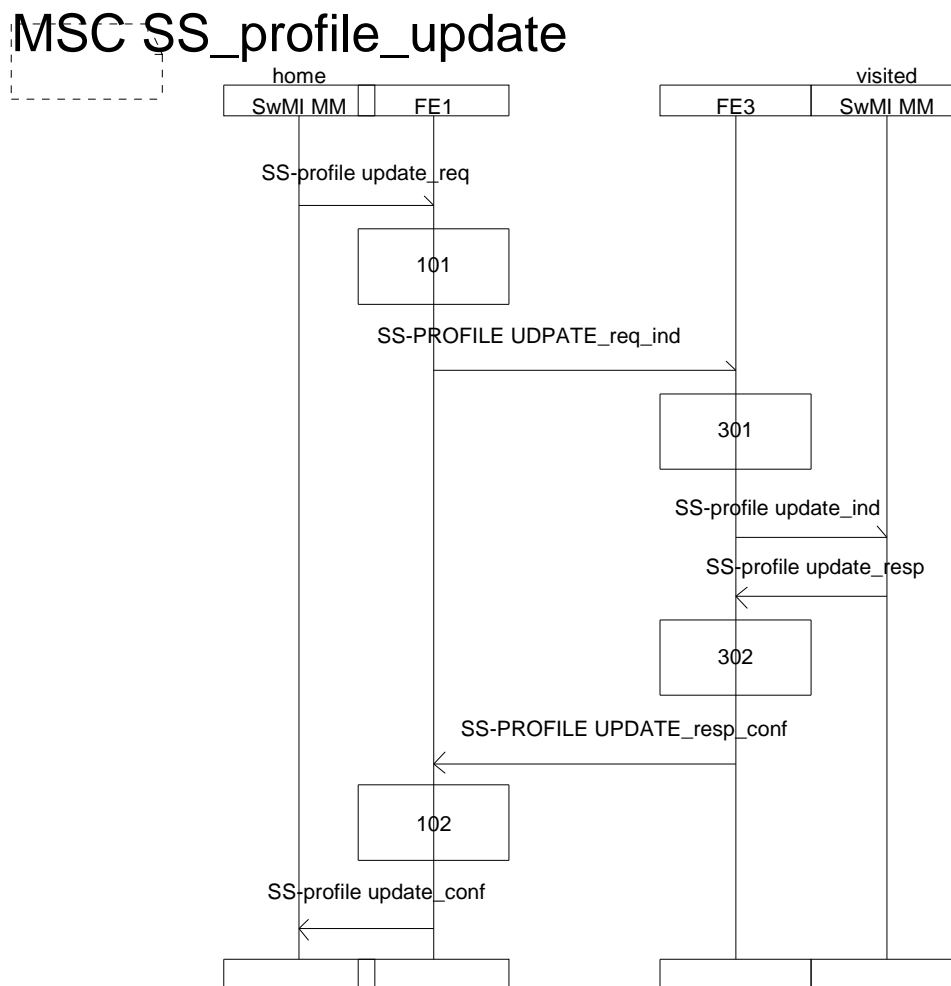 MSC SS_profile_update
home
visited
SwMI MM
FE1
FE3
SwMI MM
SS-profile update_req
101
SS-PROFILE UDPATE_req_ind
301
SS-profile update_ind
SS-profile update_resp
302
SS-PROFILE UPDATE_resp_conf
102
SS-profile update_conf